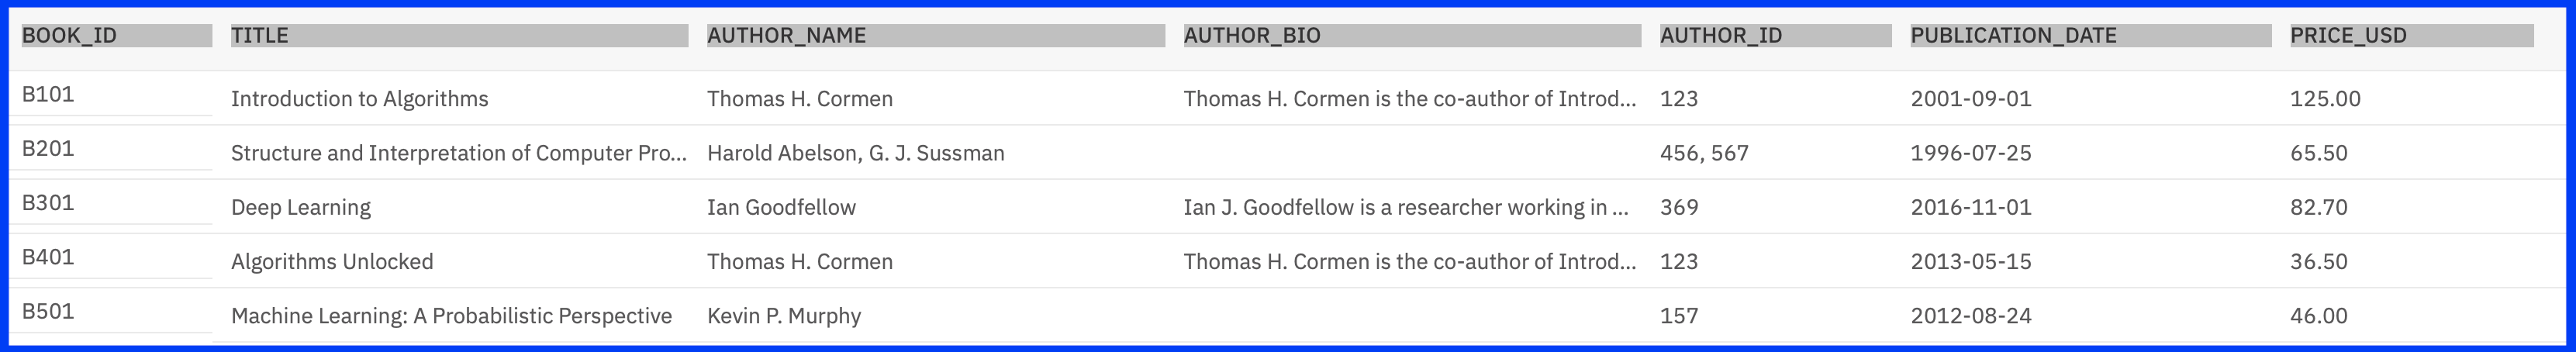 BOOK_ID TITLE AUTHOR_NAME AUTHOR_BIO AUTHOR_ID PUBLICATION_DATE PRICE_USD
B101 Introduction to Algorithms Thomas H. Cormen Thomas H. Cormen is the co-author of Introd... 123 2001-09-01 125.00
B201 Structure and Interpretation of Computer Pro... Harold Abelson, G. J. Sussman 456, 567 1996-07-25 65.50
B301 Deep Learning Ian Goodfellow Ian J. Goodfellow is a researcher working in ... 369 2016-11-01 82.70
B401 Algorithms Unlocked Thomas H. Cormen Thomas H. Cormen is the co-author of Introd... 123 2013-05-15 36.50
B501 Machine Learning: A Probabilistic Perspective Kevin P. Murphy 157 2012-08-24 46.00